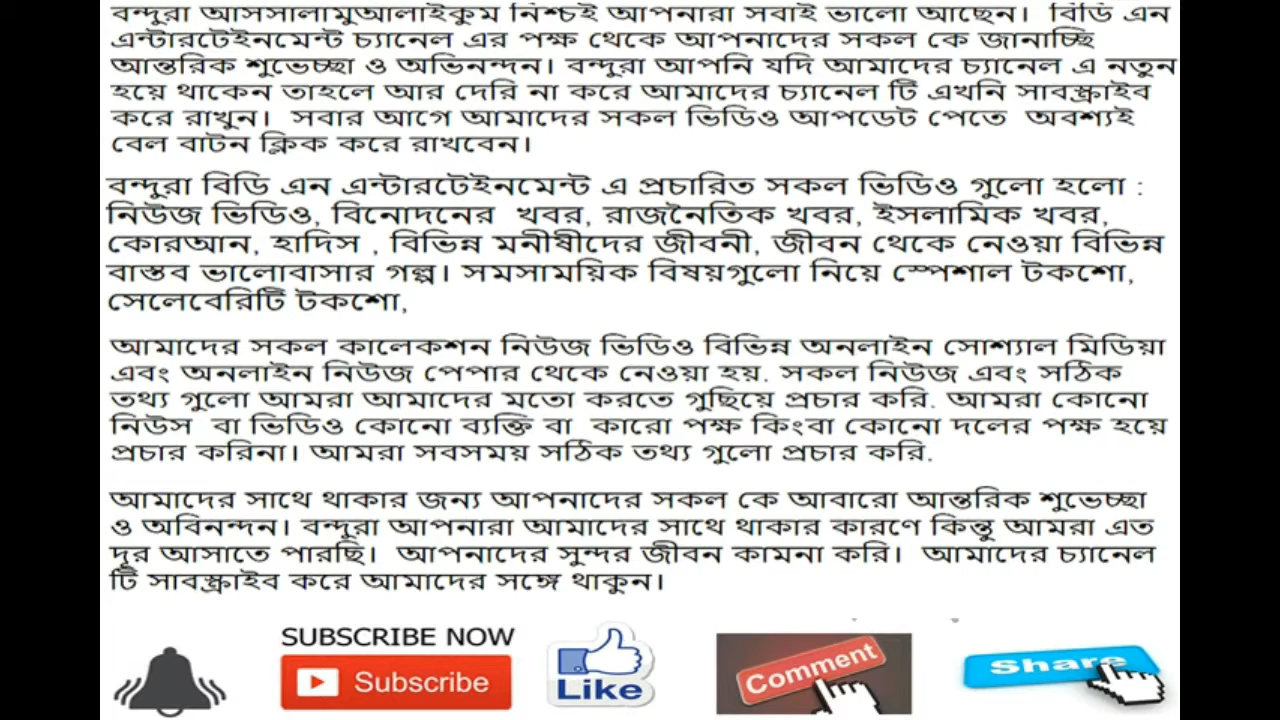 বন্দুরা আসসালামুআলাইকুম নিশ্চই আপনারা সবাই ভালো আছেন। বিডি এন
এন্টারটেইনমেন্ট চ্যানেল এর পক্ষ থেকে আপনাদের সকল কে জানাচ্ছি
আন্তরিক শুভেচ্ছা ও অভিনন্দন। বন্দুরা আপনি যদি আমাদের চ্যানেল এ নতুন
হয়ে থাকেন তাহলে আর দেরি না করে আমাদের চ্যানেল টি এখনি সাবস্ক্রাইব
করে রাখুন। সবার আগে আমাদের সকল ভিডিও আপডেট পেতে অবশ্যই
বেল বাটন ক্লিক করে রাখবেন।
বন্দুরা বিডি এন এন্টারটেইনমেন্ট এ প্রচারিত সকল ভিডিও গুলো হলো :
নিউজ ভিডিও, বিনোদনের খবর, রাজনৈতিক খবর, ইসলামিক খবর,
কোরআন, হাদিস , বিভিন্ন মনীষীদের জীবনী, জীবন থেকে নেওয়া বিভিন্ন
বাস্তব ভালোবাসার গল্প। সমসাময়িক বিষয়গুলো নিয়ে স্পেশাল টকশো,
সেলেবেরিটি টকশো,
আমাদের সকল কালেকশন নিউজ ভিডিও বিভিন্ন অনলাইন সোশ্যাল মিডিয়া
এবং অনলাইন নিউজ পেপার থেকে নেওয়া হয়. সকল নিউজ এবং সঠিক
তথ্য গুলো আমরা আমাদের মতো করতে গুছিয়ে প্রচার করি. আমরা কোনো
নিউস বা ভিডিও কোনো ব্যক্তি বা কারো পক্ষ কিংবা কোনো দলের পক্ষ হয়ে
প্রচার করিনা। আমরা সবসময় সঠিক তথ্য গুলো প্রচার করি.
আমাদের সাথে থাকার জন্য আপনাদের সকল কে আবারো আন্তরিক শুভেচ্ছা
ও অবিনন্দন। বন্দুরা আপনারা আমাদের সাথে থাকার কারণে কিন্তু আমরা এত
দূর আসাতে পারছি। আপনাদের সুন্দর জীবন কামনা করি। আমাদের চ্যানেল
টি সাবস্ক্রাইব করে আমাদের সঙ্গে থাকুন।
SUBSCRIBE NOW
Subscribe
Like
Comment
Share